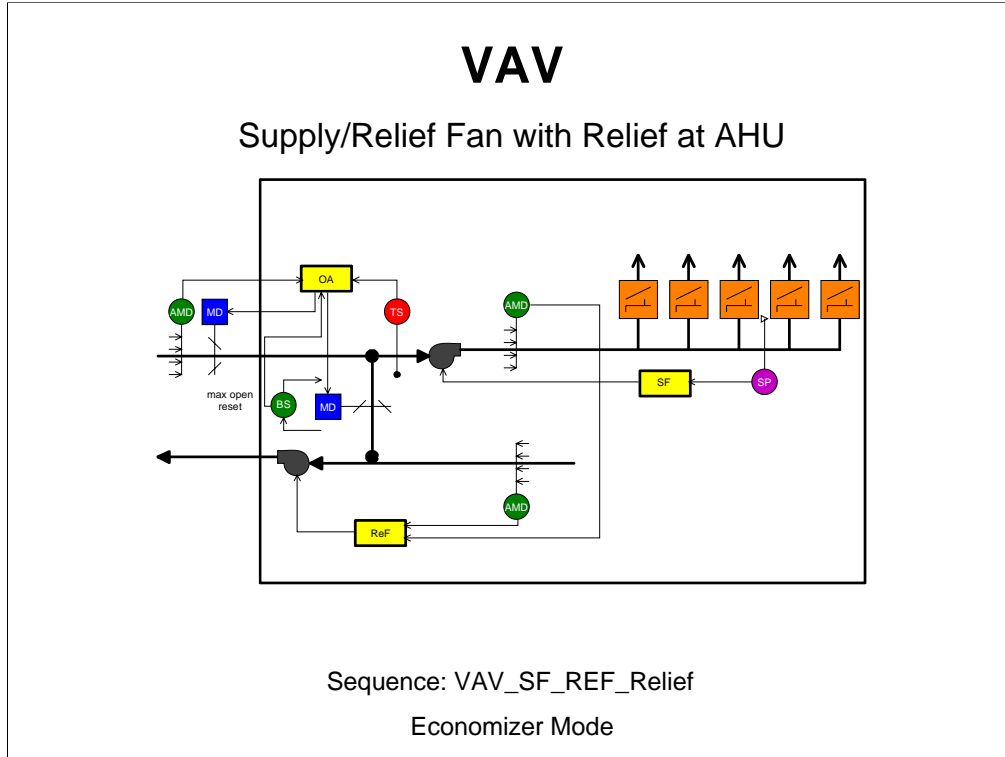 VAV
Supply/Relief Fan with Relief at AHU
OA
AMD
MD
TS
AMD
max open
reset
BS
MD
SF
SP
AMD
ReF
Sequence: VAV_SF_REF_Relief
Economizer Mode